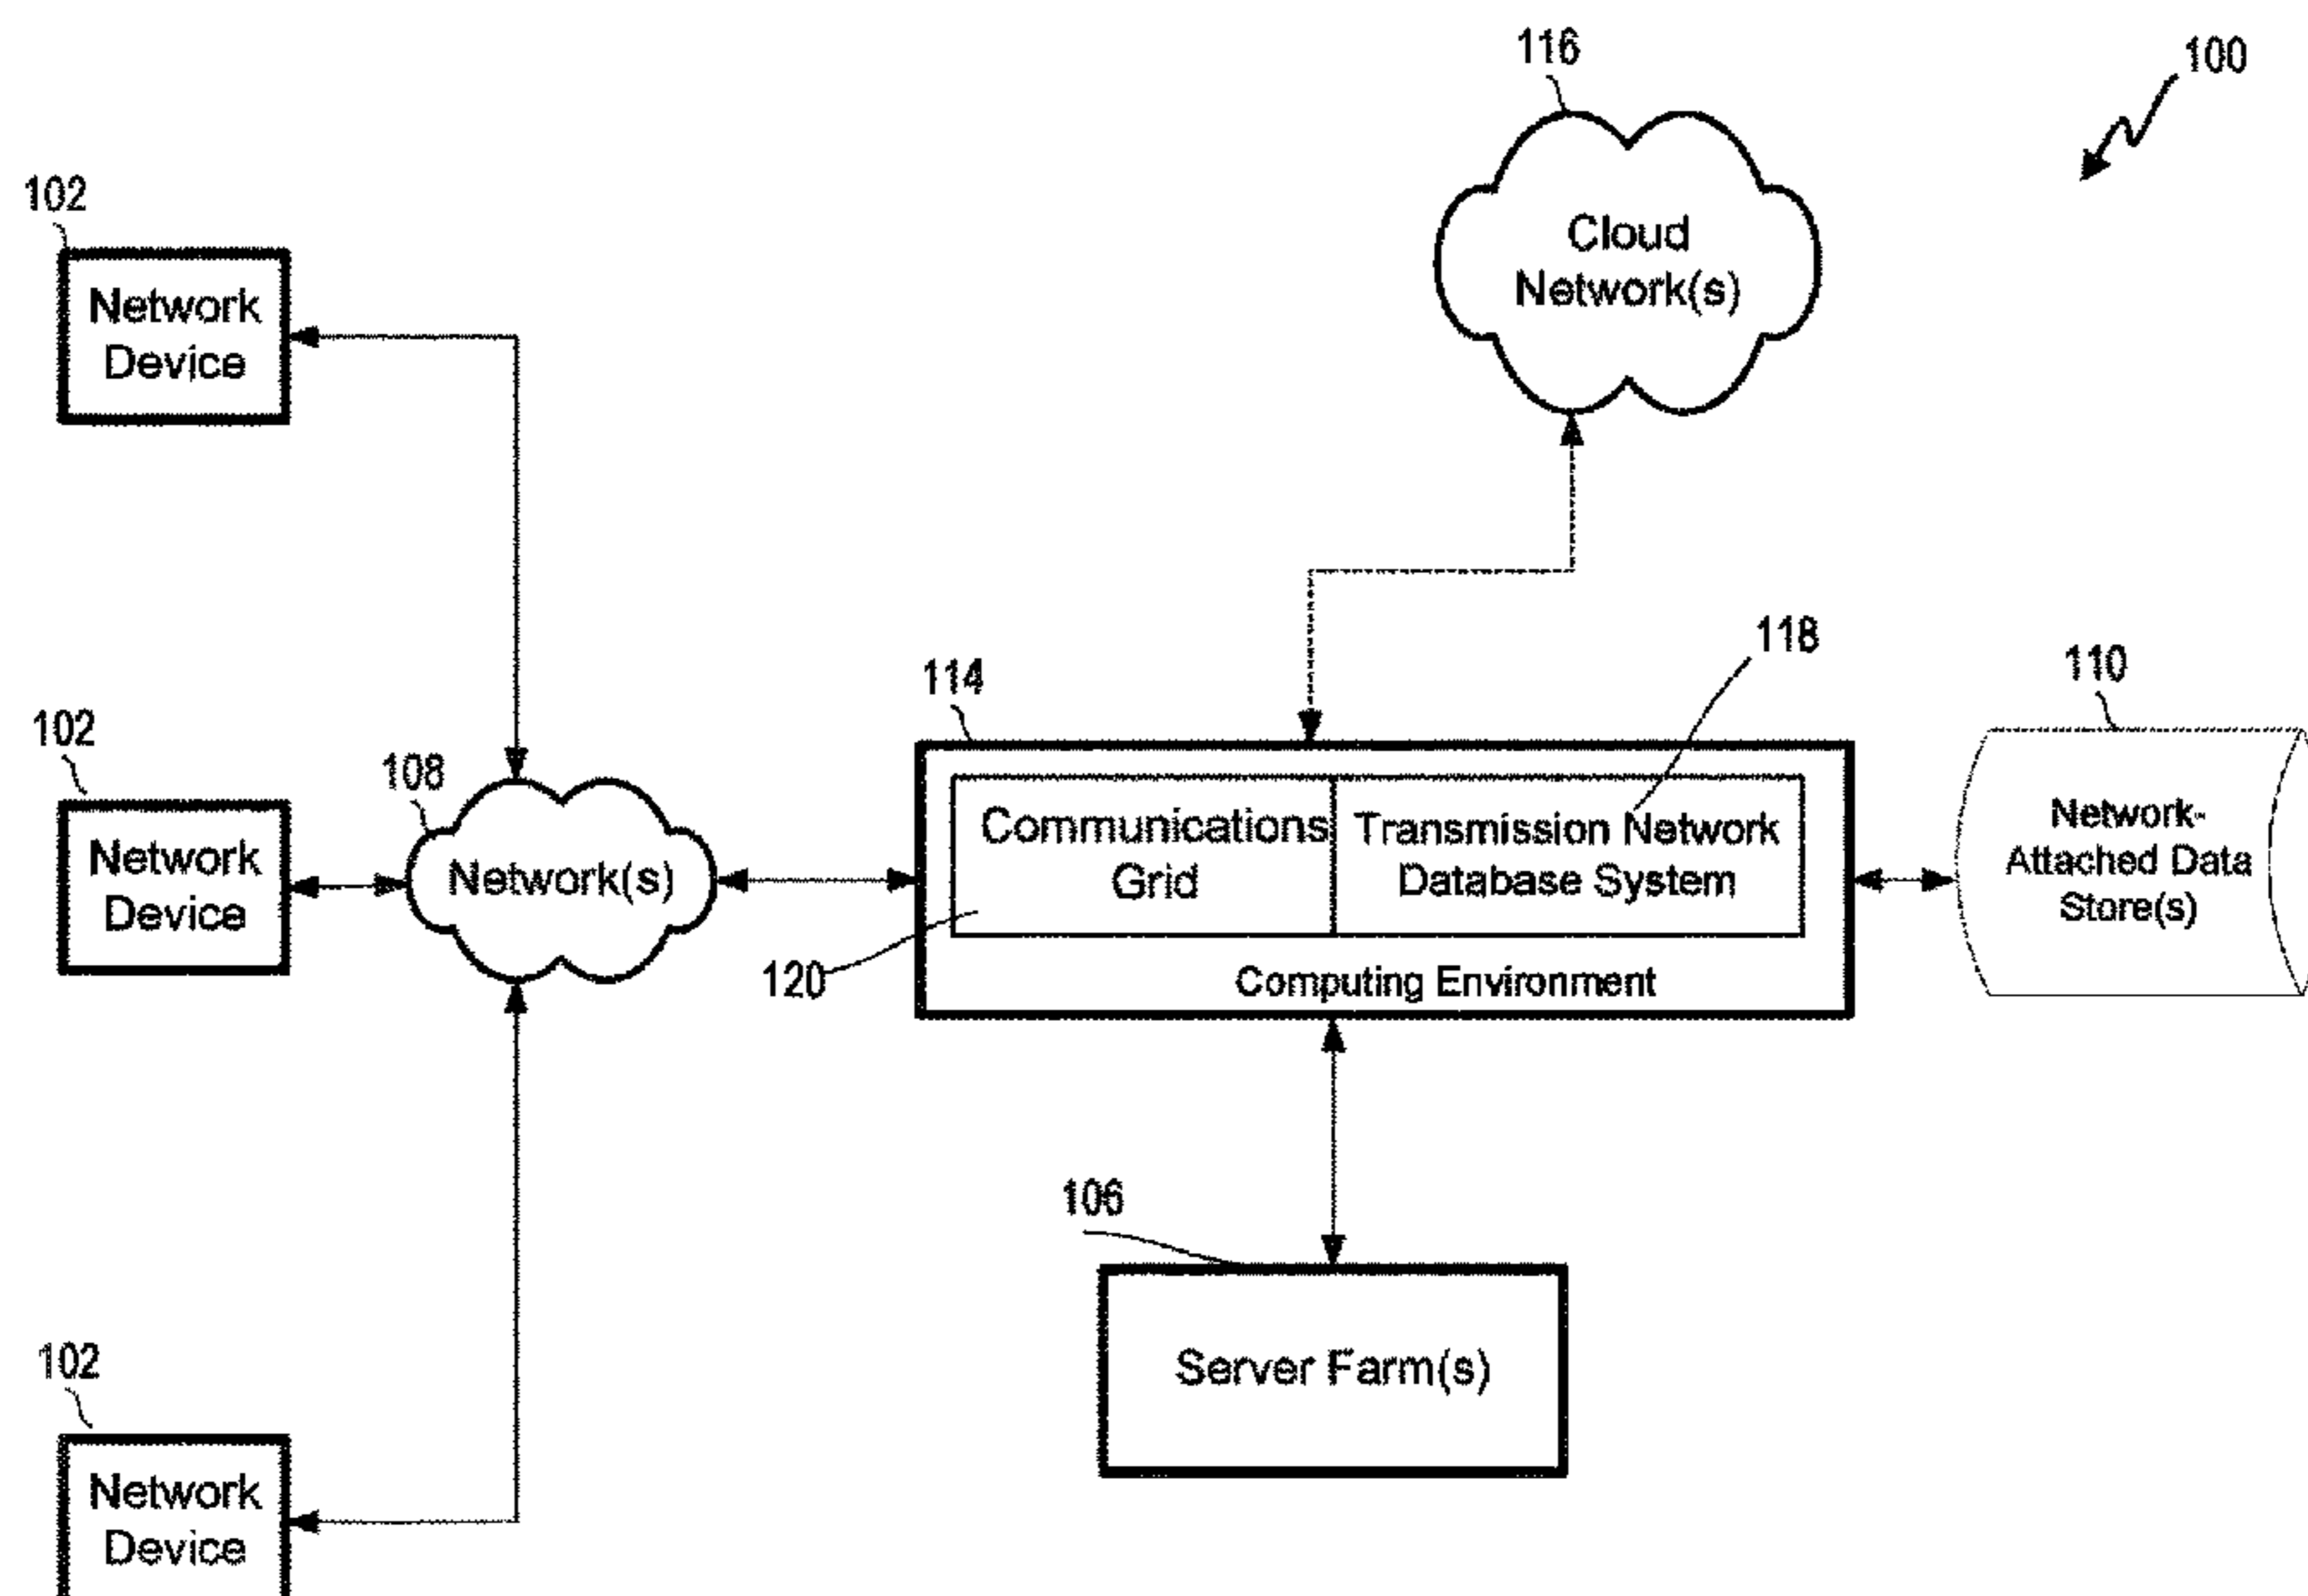 116
100
102
Cloud
Network(s)
Network
Device
118
114
110
102
108
Network
Device
Network(s)
Communications
Grid
Transmission Network
Database System
Network-
Attached Data
Store(s)
120
Computing Environment
106
Server Farm(s)
102
Network
Device